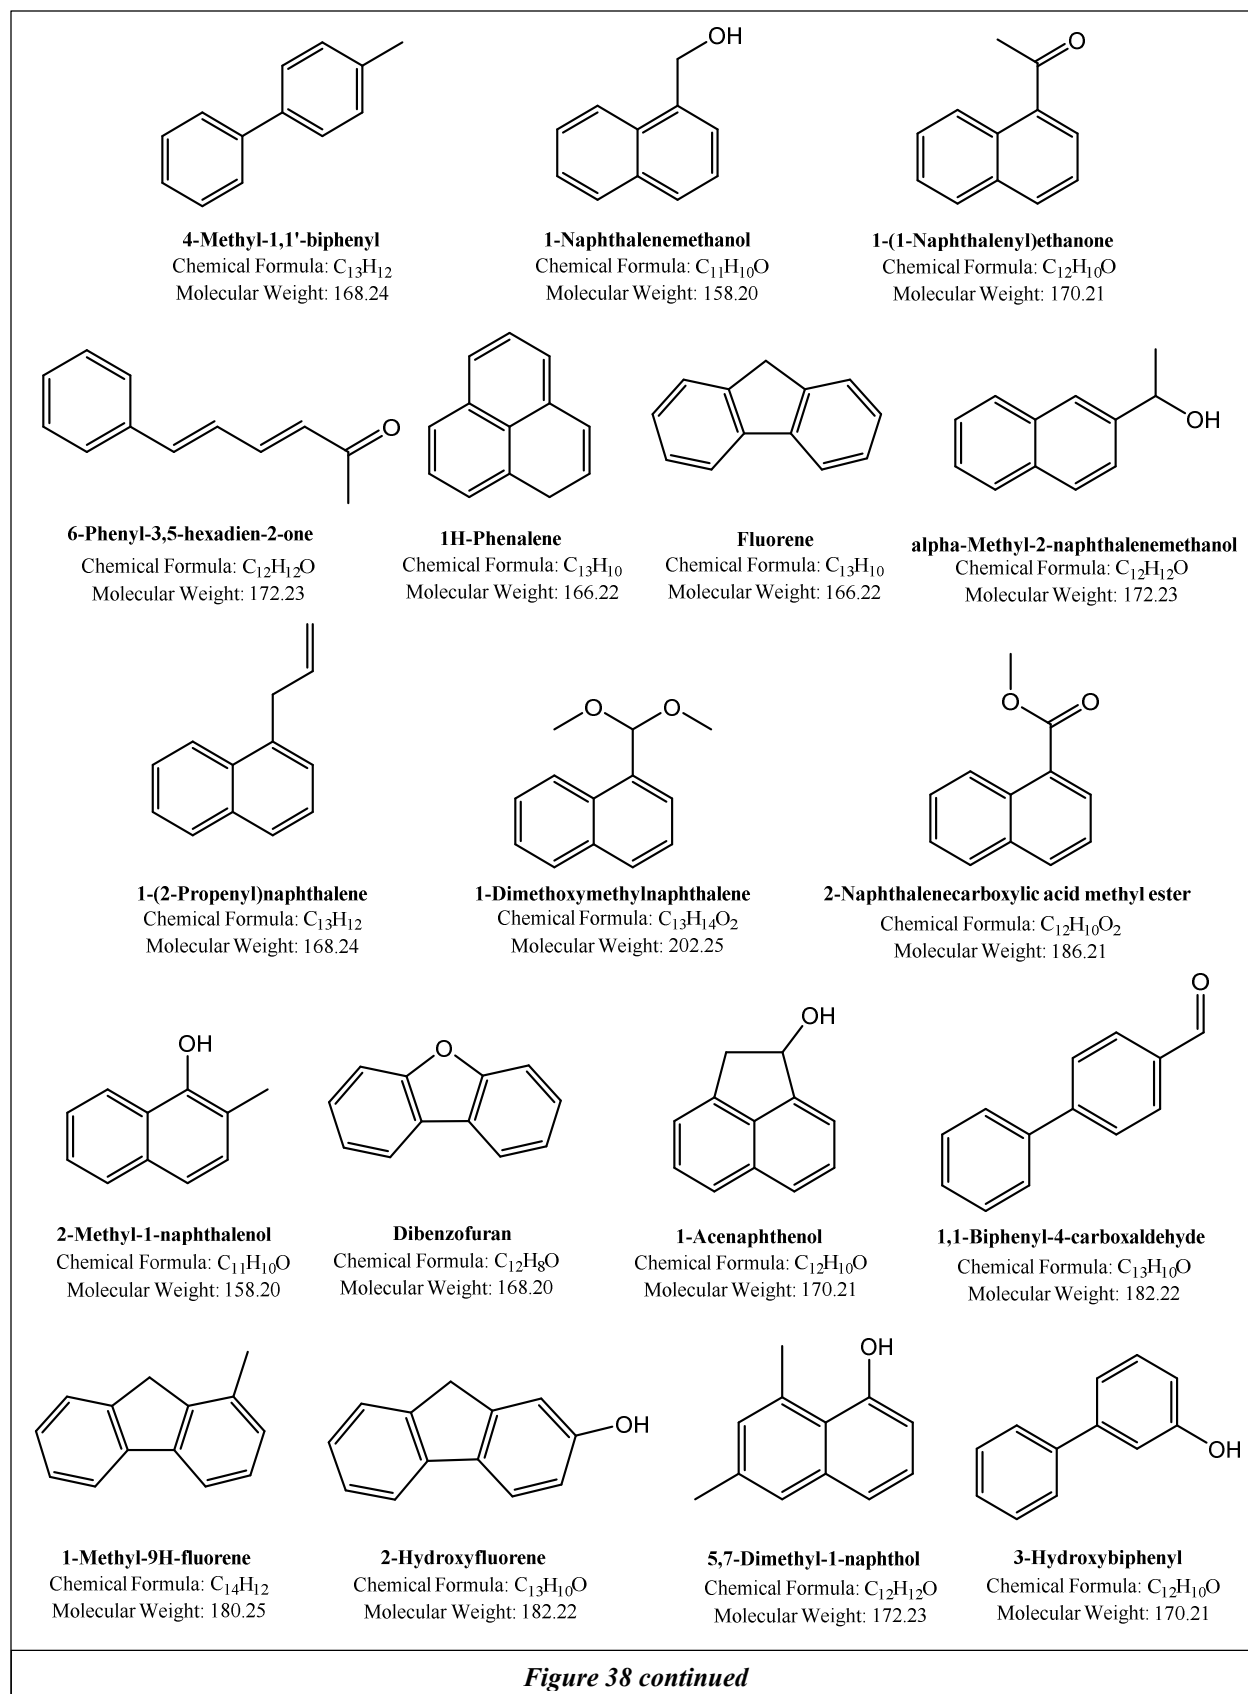 OH
O
4-Methyl-1,1'-biphenyl
Chemical Formula: C13H12
Molecular Weight: 168.24
1-Naphthalenemethanol
Chemical Formula: C11H10O
Molecular Weight: 158.20
1-(1-Naphthalenyl)ethanone
Chemical Formula: C12H10O
Molecular Weight: 170.21
O
OH
6-Phenyl-3,5-hexadien-2-one
Chemical Formula: C12H12O
Molecular Weight: 172.23
1H-Phenalene
Chemical Formula: C13H10
Molecular Weight: 166.22
Fluorene
Chemical Formula: C13H10
Molecular Weight: 166.22
alpha-Methyl-2-naphthalenemethanol
Chemical Formula: C12H12O
Molecular Weight: 172.23
O
O
O
O
1-(2-Propenyl)naphthalene
Chemical Formula: C13H12
Molecular Weight: 168.24
1-Dimethoxymethylnaphthalene
Chemical Formula: C13H14O2
Molecular Weight: 202.25
2-Naphthalenecarboxylic acid methyl ester
Chemical Formula: C12H10O2
Molecular Weight: 186.21
OH
O
OH
O
2-Methyl-1-naphthalenol
Chemical Formula: C11H10O
Molecular Weight: 158.20
Dibenzofuran
Chemical Formula: C12H8O
Molecular Weight: 168.20
1-Acenaphthenol
Chemical Formula: C12H10O
Molecular Weight: 170.21
1,1-Biphenyl-4-carboxaldehyde
Chemical Formula: C13H10O
Molecular Weight: 182.22
OH
OH
OH
1-Methyl-9H-fluorene
Chemical Formula: C14H12
Molecular Weight: 180.25
2-Hydroxyfluorene
Chemical Formula: C13H10O
Molecular Weight: 182.22
5,7-Dimethyl-1-naphthol
Chemical Formula: C12H12O
Molecular Weight: 172.23
3-Hydroxybiphenyl
Chemical Formula: C12H10O
Molecular Weight: 170.21
Figure 38 continued